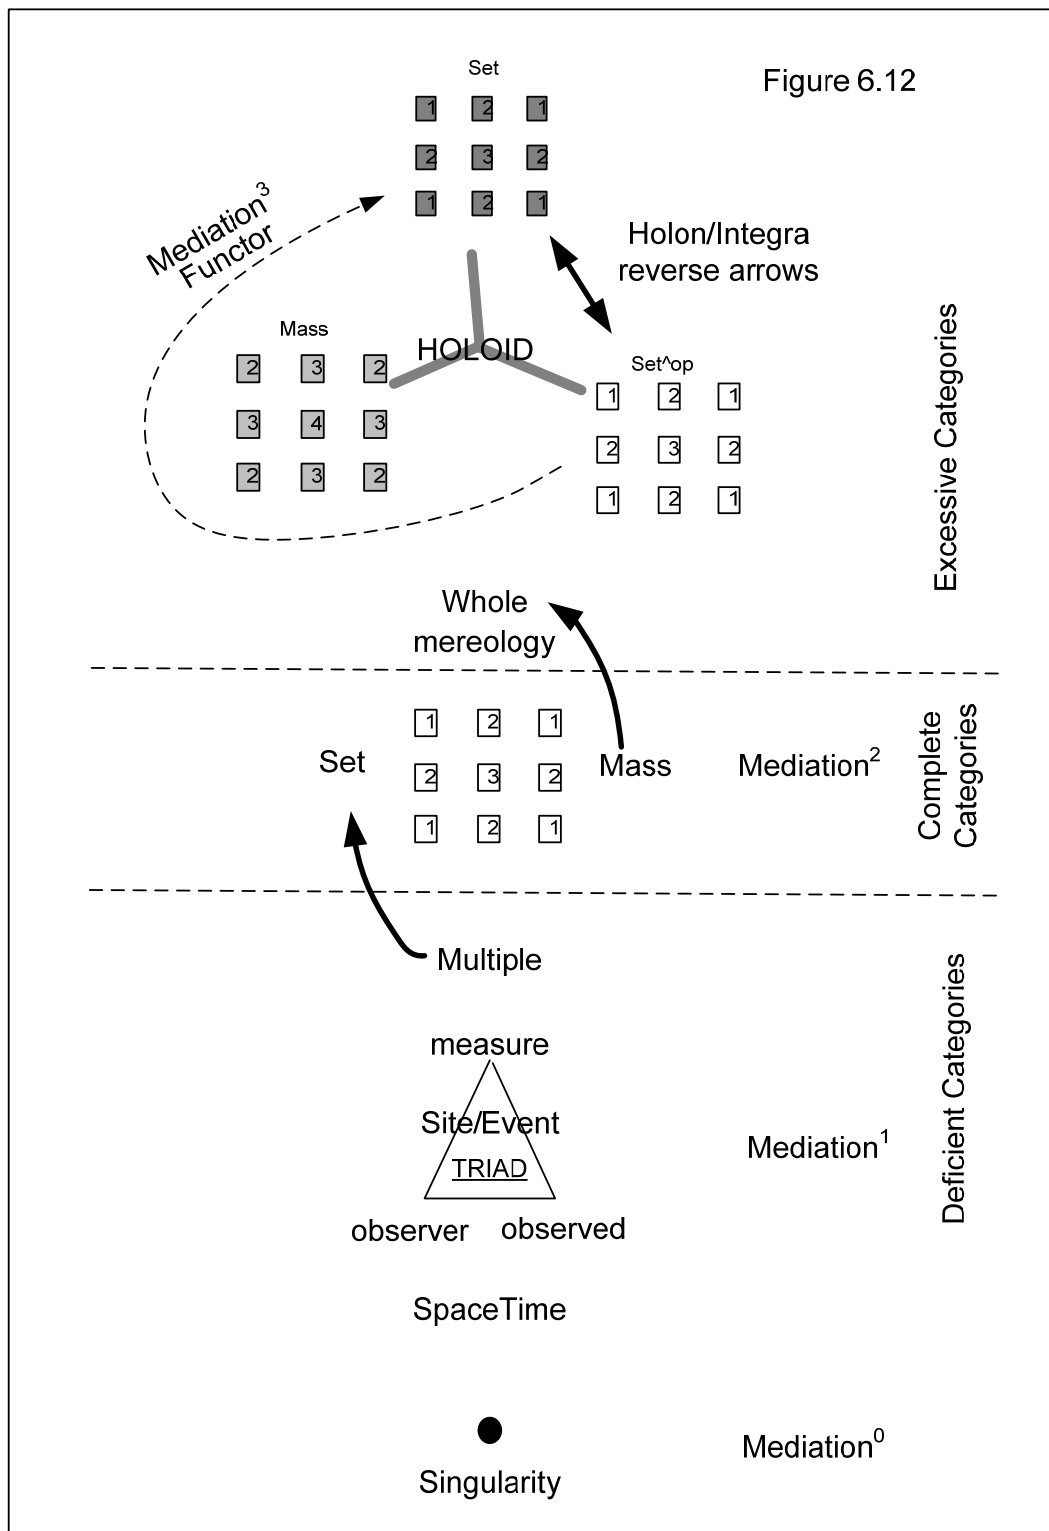 Figure 6.12
Set
1 2 1
2 3 2
1 2 1
Mediation3
Functor
Holon/Integra
reverse arrows
Mass
2 3 2
3 4 3
2 3 2
HOLOID
Set^op
1 2 1
2 3 2
1 2 1
Excessive Categories
Whole
mereology
Set
1 2 1
2 3 2
1 2 1
Mass
Mediation2
Complete
Categories
Multiple
measure
Site/Event
TRIAD
observer
observed
Mediation1
Deficient Categories
SpaceTime
Singularity
Mediation0